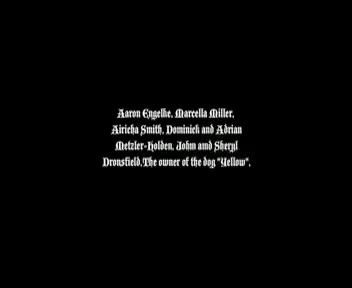 Aaron Engelke, Marcella Miller,
Airicha Smith, Dominick and Adrian
Metzler-Holden, John and Sheryl
Dronsfield,The owner of the dog "Yellow",